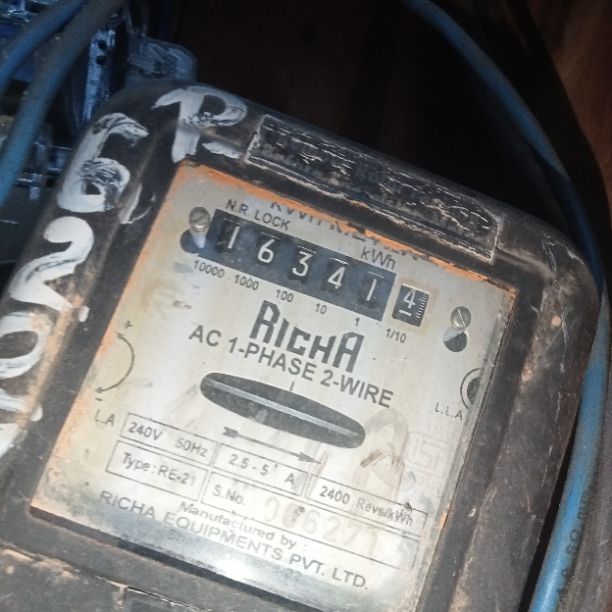 N.R. LOCK
kWh
1 6 3 4 1 4
10000 1000 100 10 1 1/10
RICHA
AC 1-PHASE 2-WIRE
+
-
L.A
L.L.A
240V 50Hz
2.5 - 5 A
2400 Revs/kWh
Type : RE-21
S.No.
Manufactured by :
RICHA EQUIPMENTS PVT. LTD.